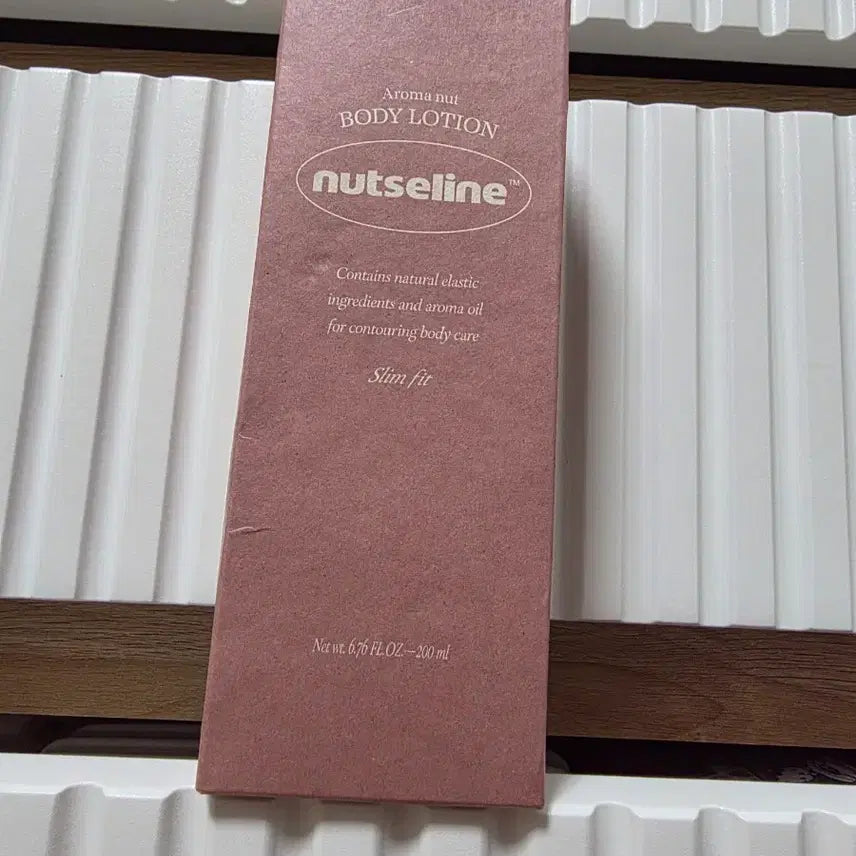 Aroma nut
BODY LOTION
nutseline™
Contains natural elastic
ingredients and aroma oil
for contouring body care
Slim fit
Net wt. 6.76 FL.OZ.—200 ml